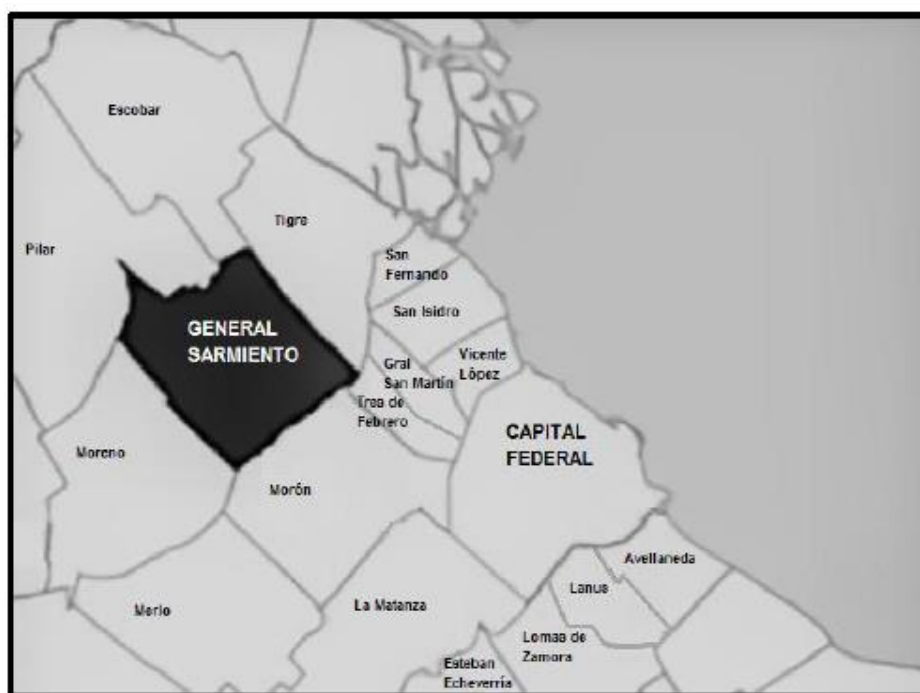 Escobar
Tigre
Pilar
San
Fernando
San Isidro
GENERAL
SARMIENTO
Vicente
López
Gral
San Martín
Tres de
Febrero
CAPITAL
FEDERAL
Moreno
Morón
Avellaneda
Lanus
Merlo
La Matanza
Lomas de
Zamora
Esteban
Echeverría